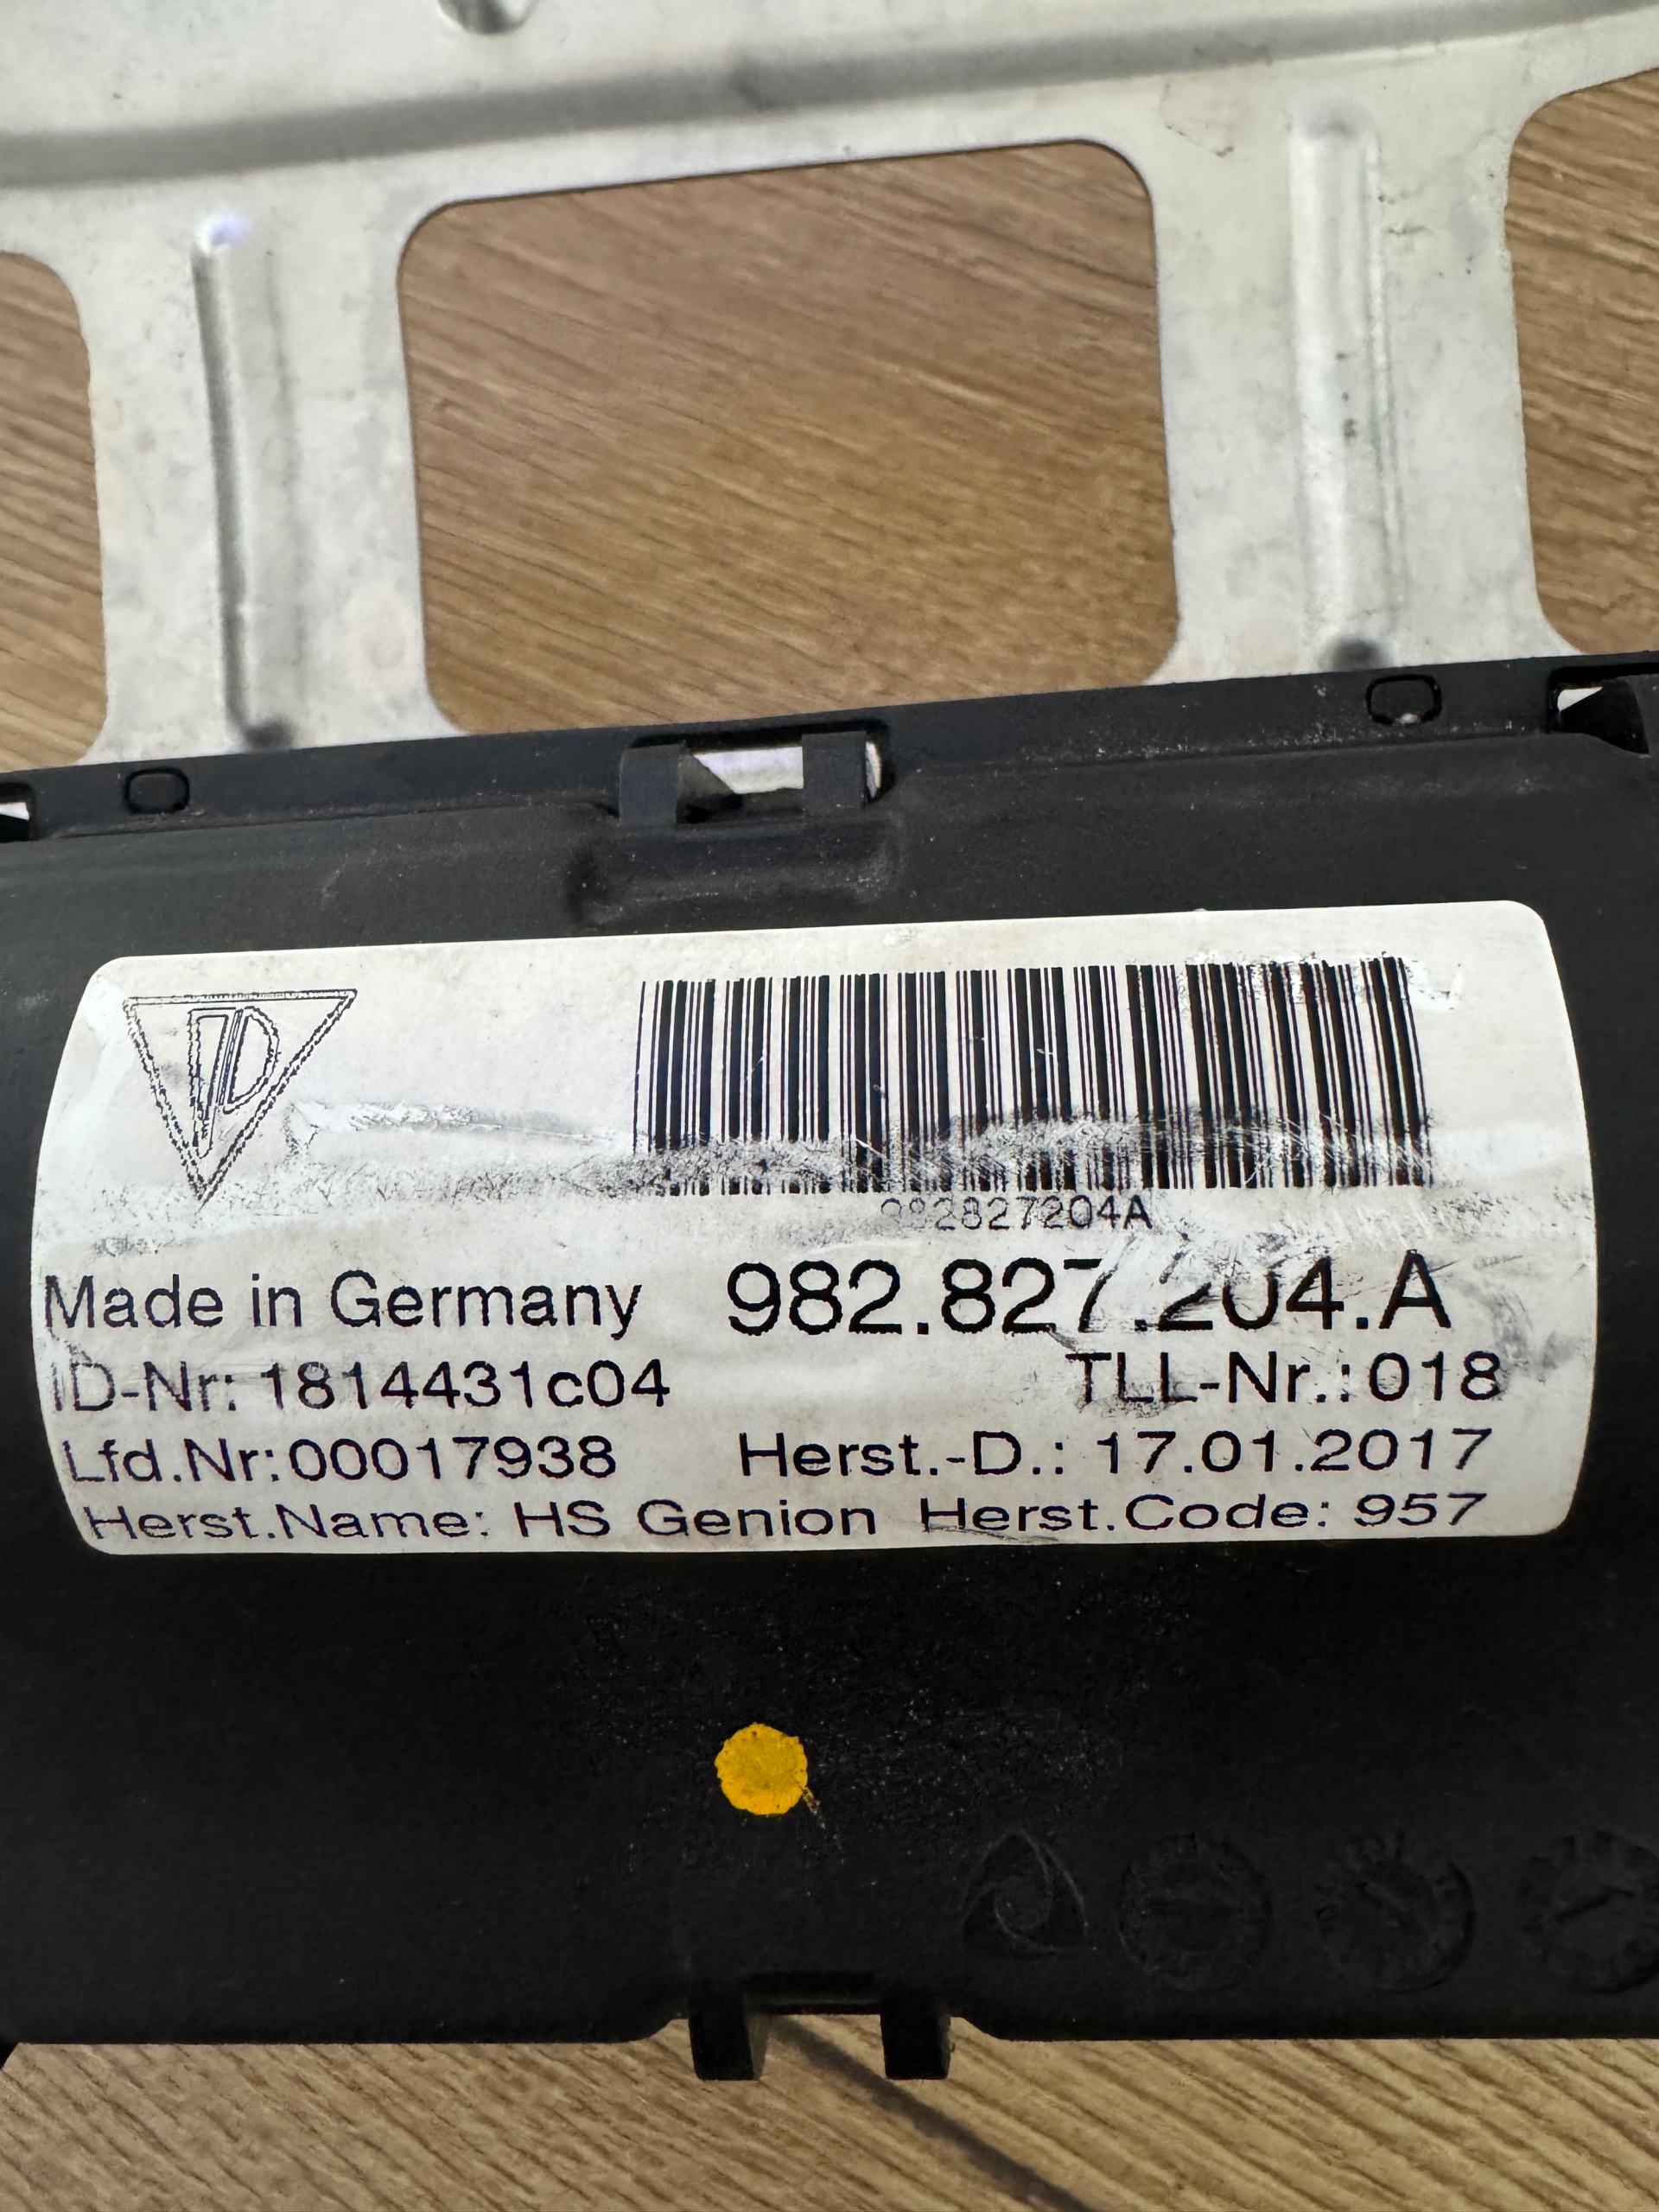 982827204A
Made in Germany 982.827.204.A
ID-Nr: 1814431c04 TLL-Nr.:018
Lfd.Nr:00017938 Herst.-D.: 17.01.2017
Herst.Name: HS Genion Herst.Code: 957